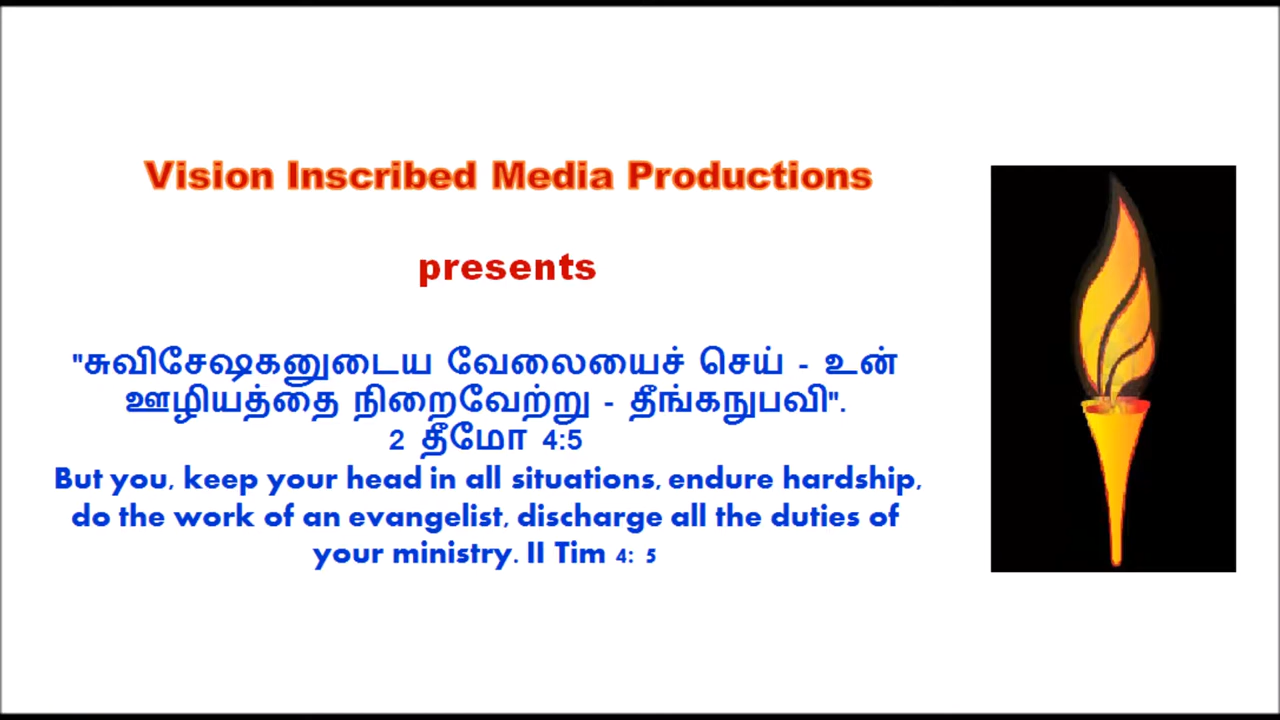 Vision Inscribed Media Productions
presents
"சுவிசேஷகனுடைய வேலையைச் செய் - உன்
ஊழியத்தை நிறைவேற்று - தீங்கநுபவி".
2 தீமோ 4:5
But you, keep your head in all situations, endure hardship,
do the work of an evangelist, discharge all the duties of
your ministry. II Tim 4: 5